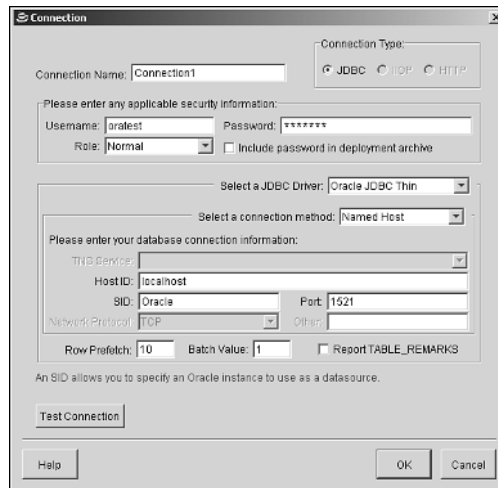 Connection
Connection Type:
JDBC IIOP HTTP
Connection Name: Connection1
Please enter any applicable security information:
Username: oratest Password: *******
Role: Normal Include password in deployment archive
Select a JDBC Driver: Oracle JDBC Thin
Select a connection method: Named Host
Please enter your database connection information:
TNS Service:
Host ID: localhost
SID: Oracle Port: 1521
Network Protocol: TCP Other:
Row Prefetch: 10 Batch Value: 1 Report TABLE_REMARKS
An SID allows you to specify an Oracle instance to use as a datasource.
Test Connection
Help OK Cancel